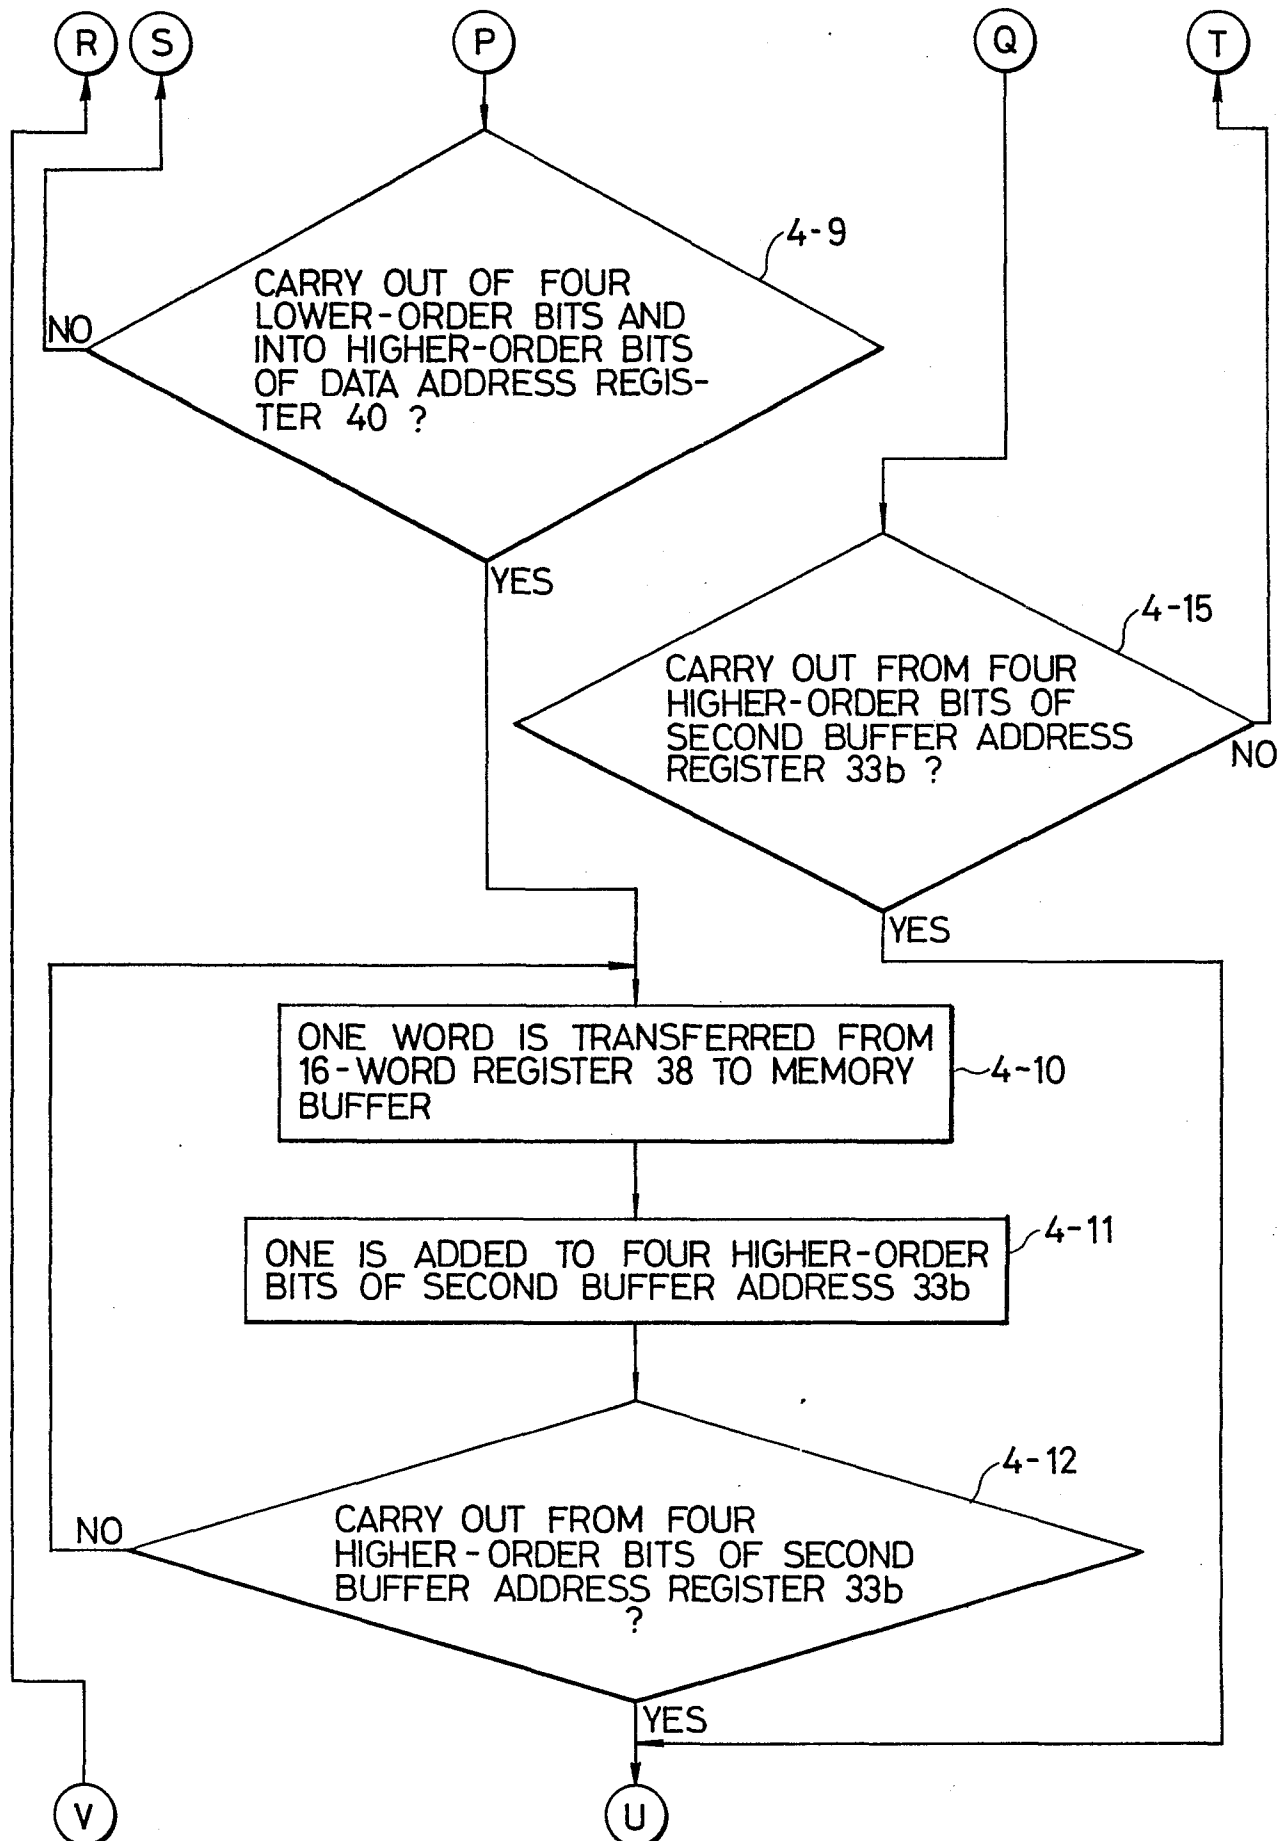 R
S
P
Q
T
4-9
CARRY OUT OF FOUR
LOWER-ORDER BITS AND
INTO HIGHER-ORDER BITS
OF DATA ADDRESS REGIS-
TER 40 ?
NO
YES
4-15
CARRY OUT FROM FOUR
HIGHER-ORDER BITS OF
SECOND BUFFER ADDRESS
REGISTER 33b ?
NO
YES
ONE WORD IS TRANSFERRED FROM
16-WORD REGISTER 38 TO MEMORY
BUFFER
4-10
4-11
ONE IS ADDED TO FOUR HIGHER-ORDER
BITS OF SECOND BUFFER ADDRESS 33b
4-12
CARRY OUT FROM FOUR
HIGHER-ORDER BITS OF SECOND
BUFFER ADDRESS REGISTER 33b
?
NO
YES
V
U